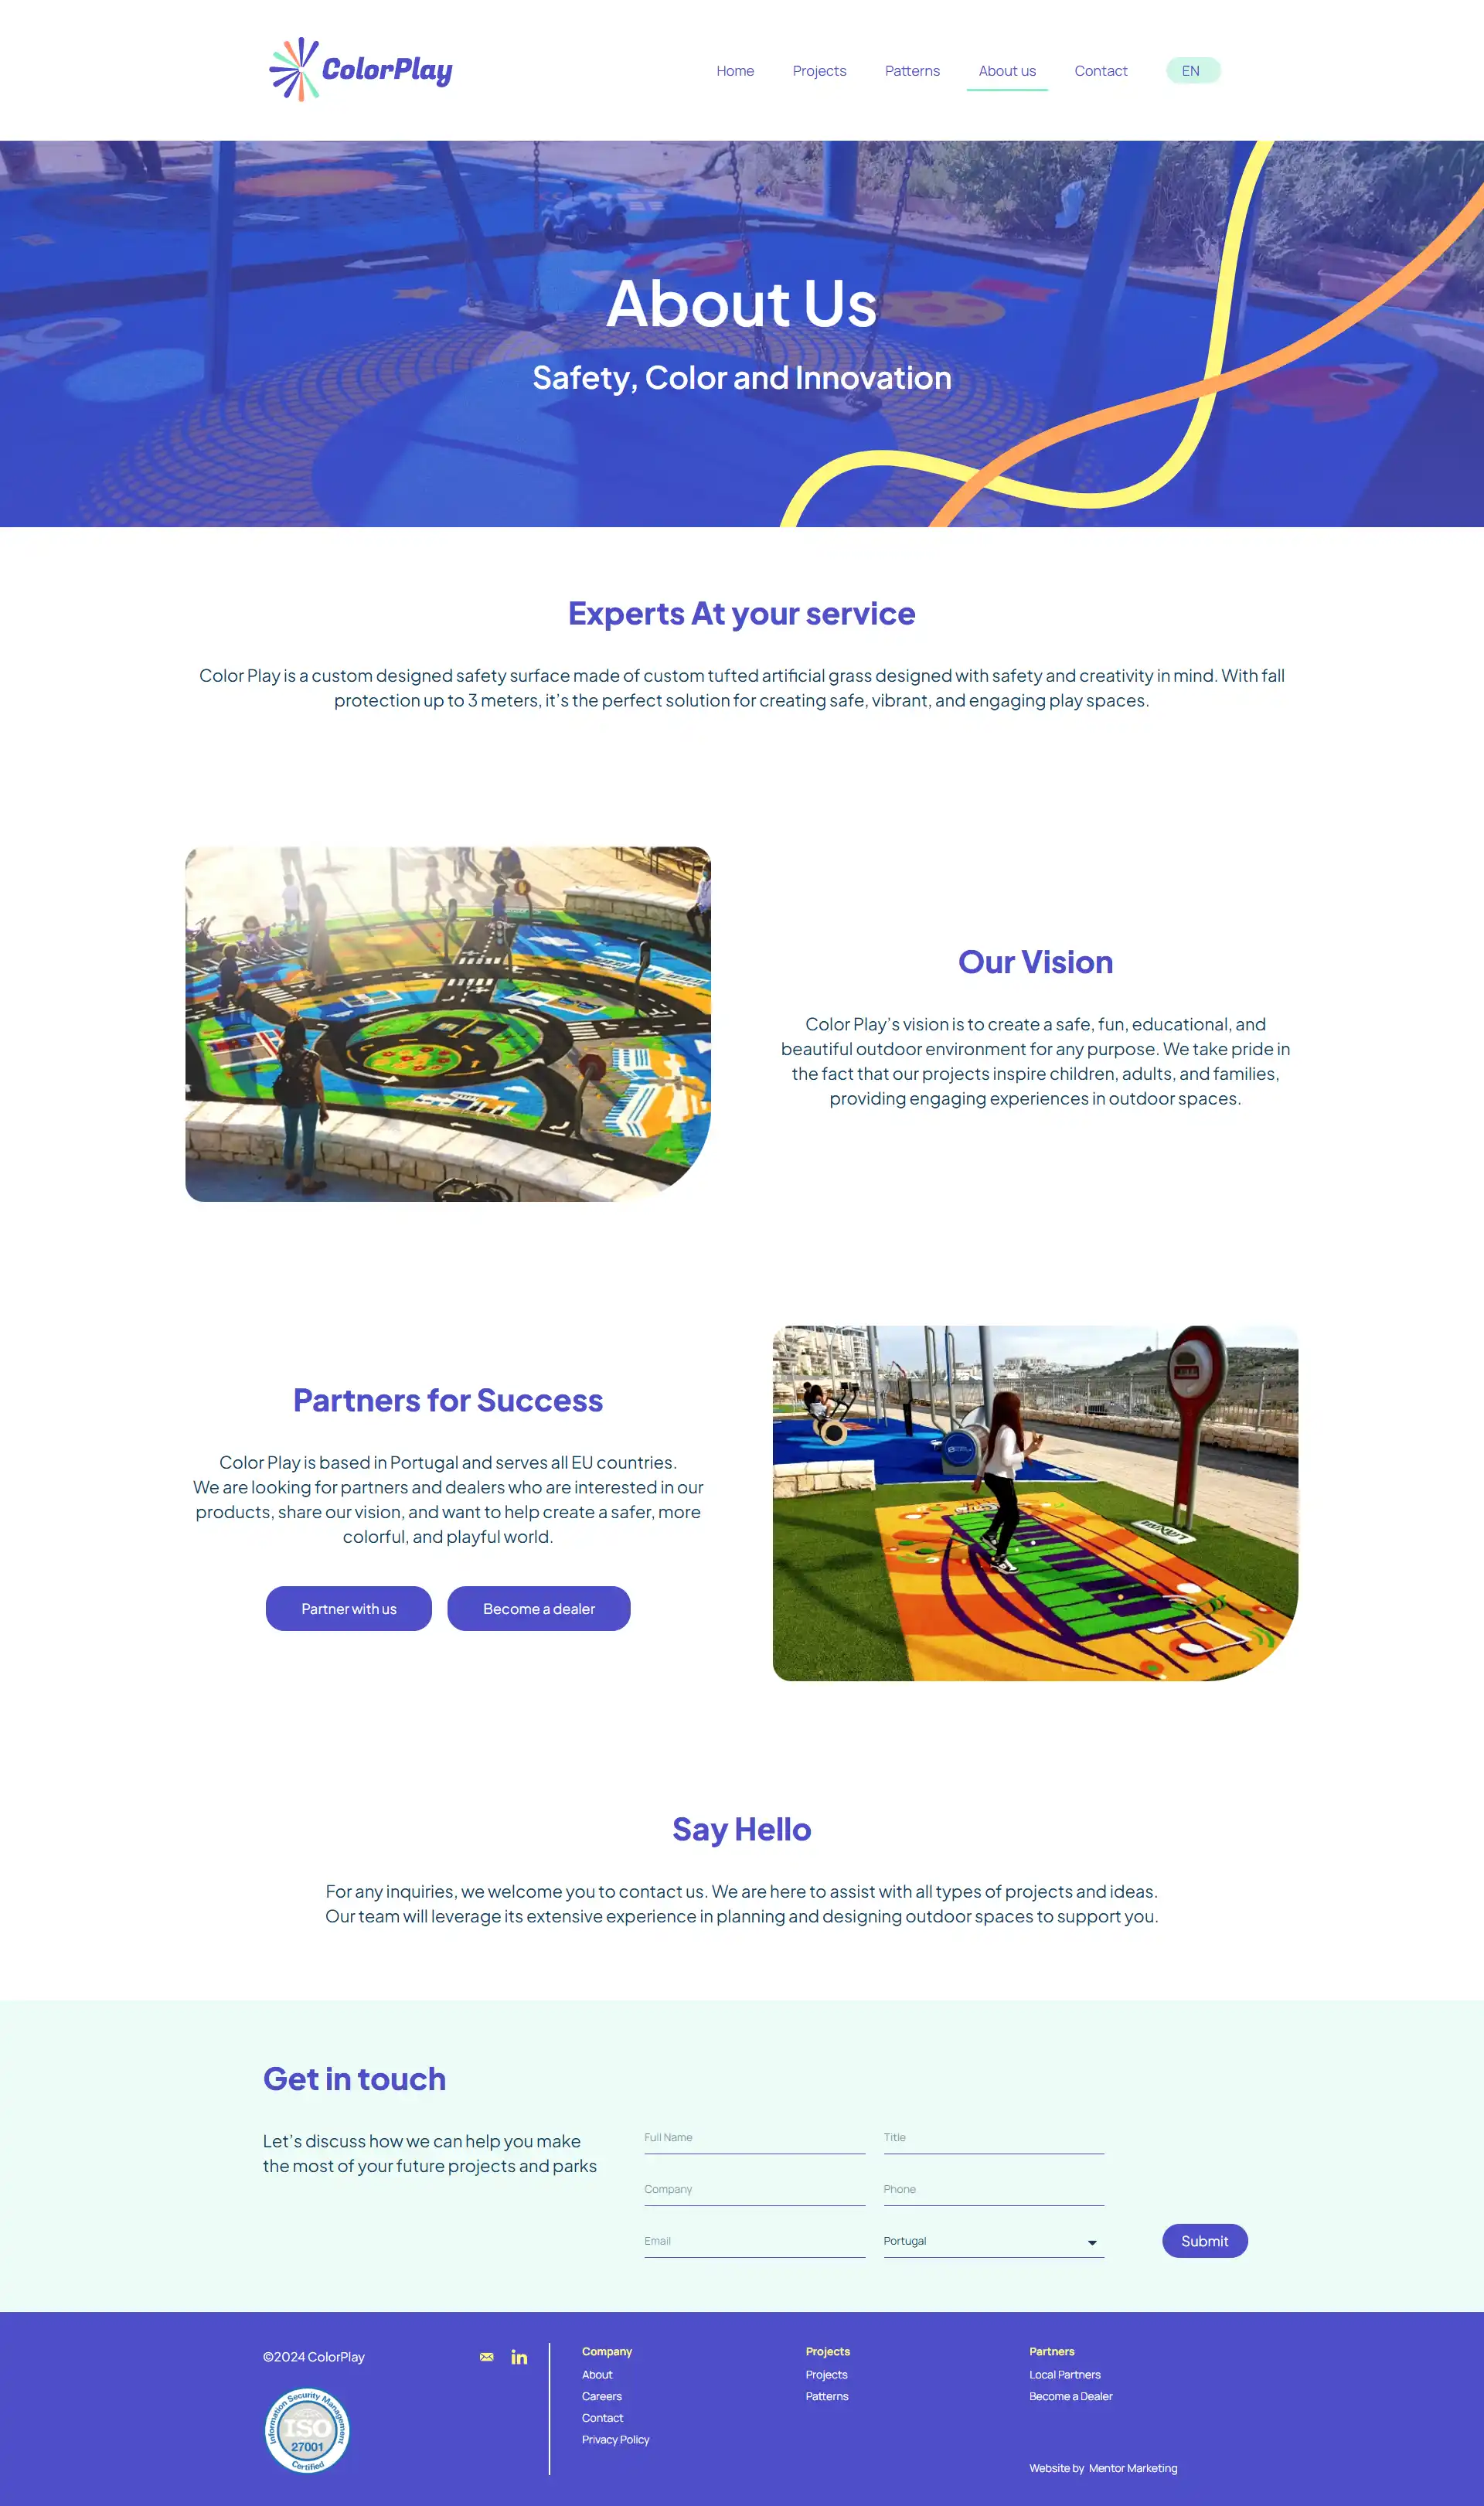 ColorPlay
Home
Projects
Patterns
About us
Contact
EN
About Us
Safety, Color and Innovation
Experts At your service
Color Play is a custom designed safety surface made of custom tufted artificial grass designed with safety and creativity in mind. With fall
protection up to 3 meters, it’s the perfect solution for creating safe, vibrant, and engaging play spaces.
Our Vision
Color Play’s vision is to create a safe, fun, educational, and
beautiful outdoor environment for any purpose. We take pride in
the fact that our projects inspire children, adults, and families,
providing engaging experiences in outdoor spaces.
Partners for Success
Color Play is based in Portugal and serves all EU countries.
We are looking for partners and dealers who are interested in our
products, share our vision, and want to help create a safer, more
colorful, and playful world.
Partner with us
Become a dealer
Say Hello
For any inquiries, we welcome you to contact us. We are here to assist with all types of projects and ideas.
Our team will leverage its extensive experience in planning and designing outdoor spaces to support you.
Get in touch
Let’s discuss how we can help you make
the most of your future projects and parks
Full Name
Title
Company
Phone
Email
Portugal
Submit
©2024 ColorPlay
Information Security Management
ISO
27001
Certified
Company
About
Careers
Contact
Privacy Policy
Projects
Projects
Patterns
Partners
Local Partners
Become a Dealer
Website by Mentor Marketing